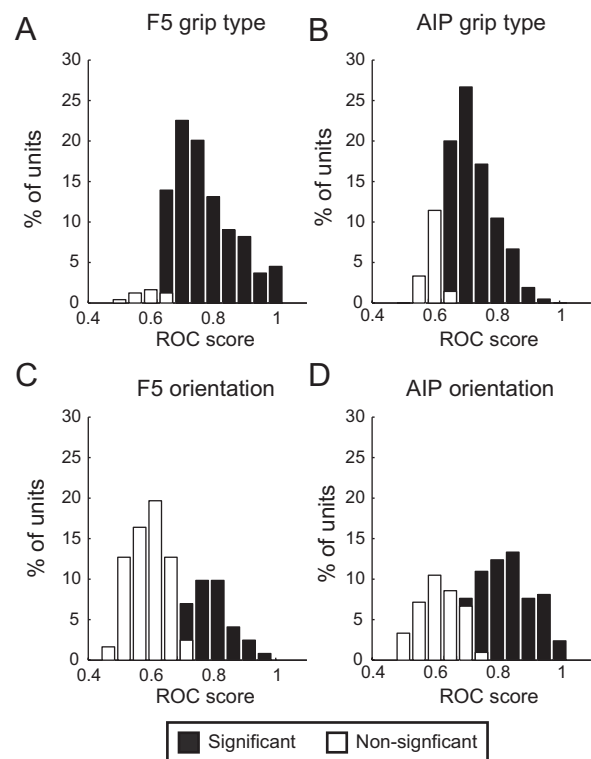 A F5 grip type
B AIP grip type
30
25
20
15
10
5
0
% of units
0.4 0.6 0.8 1
ROC score
30
25
20
15
10
5
0
% of units
0.4 0.6 0.8 1
ROC score
C F5 orientation
D AIP orientation
30
25
20
15
10
5
0
% of units
0.4 0.6 0.8 1
ROC score
30
25
20
15
10
5
0
% of units
0.4 0.6 0.8 1
ROC score
Significant Non-signficant